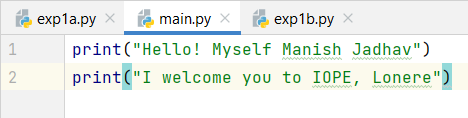 exp1a.py main.py exp1b.py
1 print("Hello! Myself Manish Jadhav")
2 print("I welcome you to IOPE, Lonere")